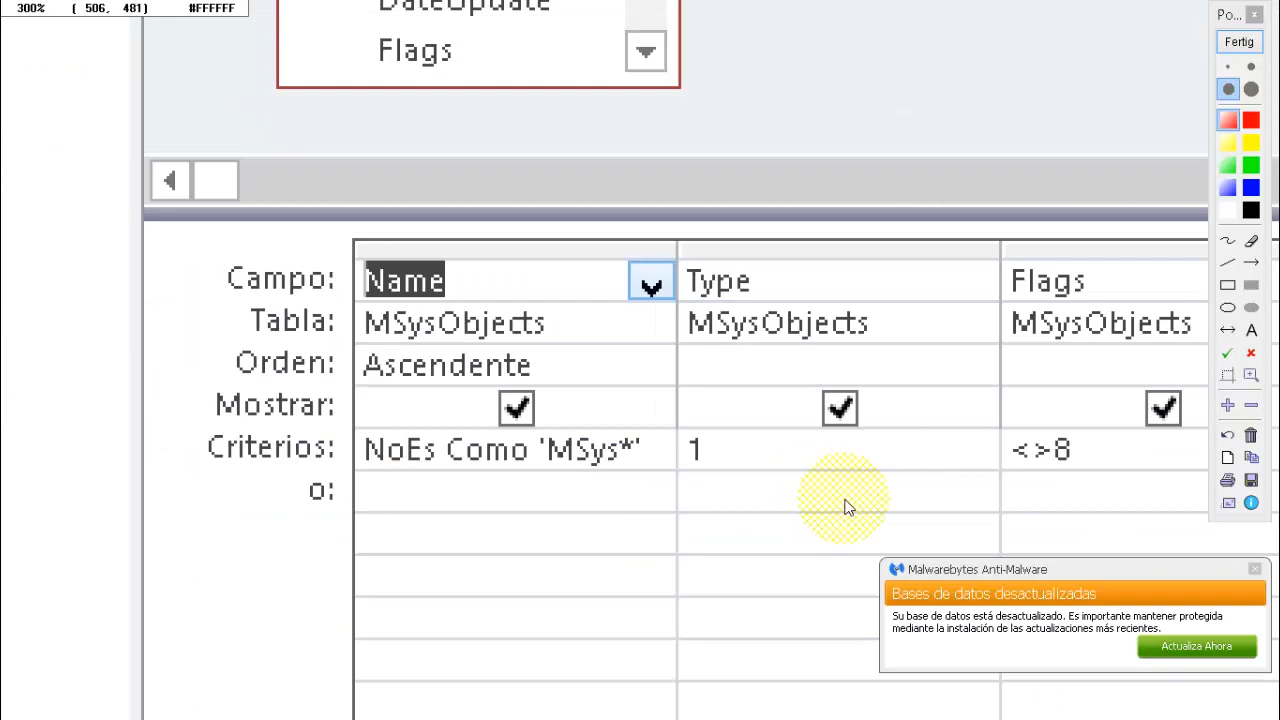 300% ( 506, 481) #FFFFFF
DateUpdate
Flags
Po...
Fertig
A
Campo: Name Type Flags
Tabla: MSysObjects MSysObjects MSysObjects
Orden: Ascendente
Mostrar:
Criterios: NoEs Como 'MSys*' 1 <>8
o:
Malwarebytes Anti-Malware
Bases de datos desactualizadas
Su base de datos está desactualizado. Es importante mantener protegida
mediante la instalación de las actualizaciones más recientes.
Actualiza Ahora